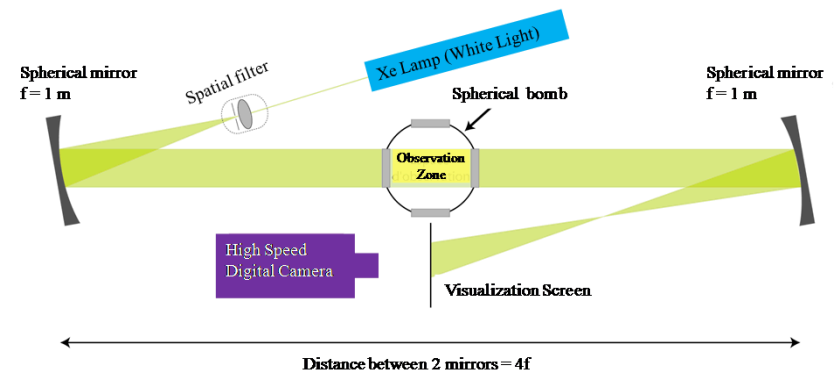 Xe Lamp (White Light)
Spherical mirror
f = 1 m
Spatial filter
Spherical bomb
Spherical mirror
f = 1 m
Observation
Zone
High Speed
Digital Camera
Visualization Screen
Distance between 2 mirrors = 4f